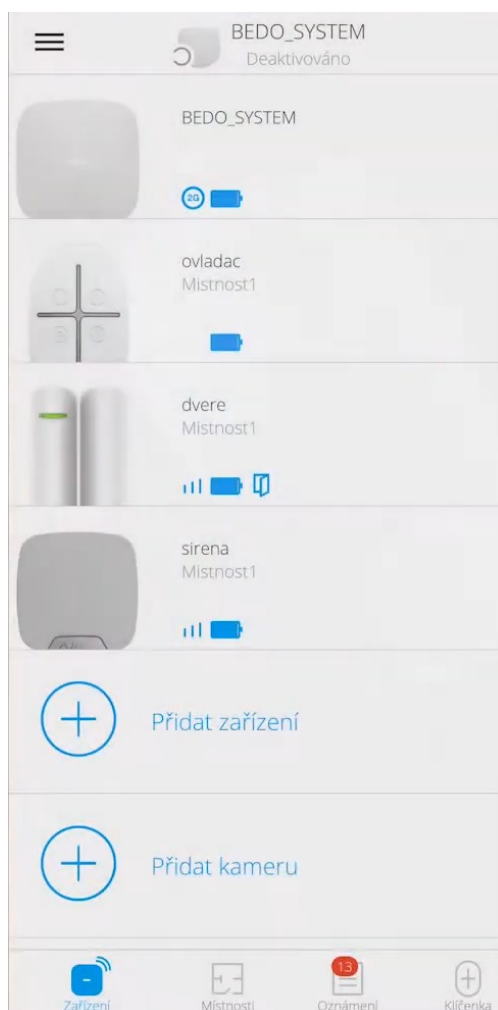 BEDO_SYSTEM
Deaktivováno
BEDO_SYSTEM
2G
ovladac
Mistnost1
dvere
Mistnost1
sirena
Mistnost1
Přidat zařízení
Přidat kameru
13
Zařízení
Místnosti
Oznámení
Klíčenka